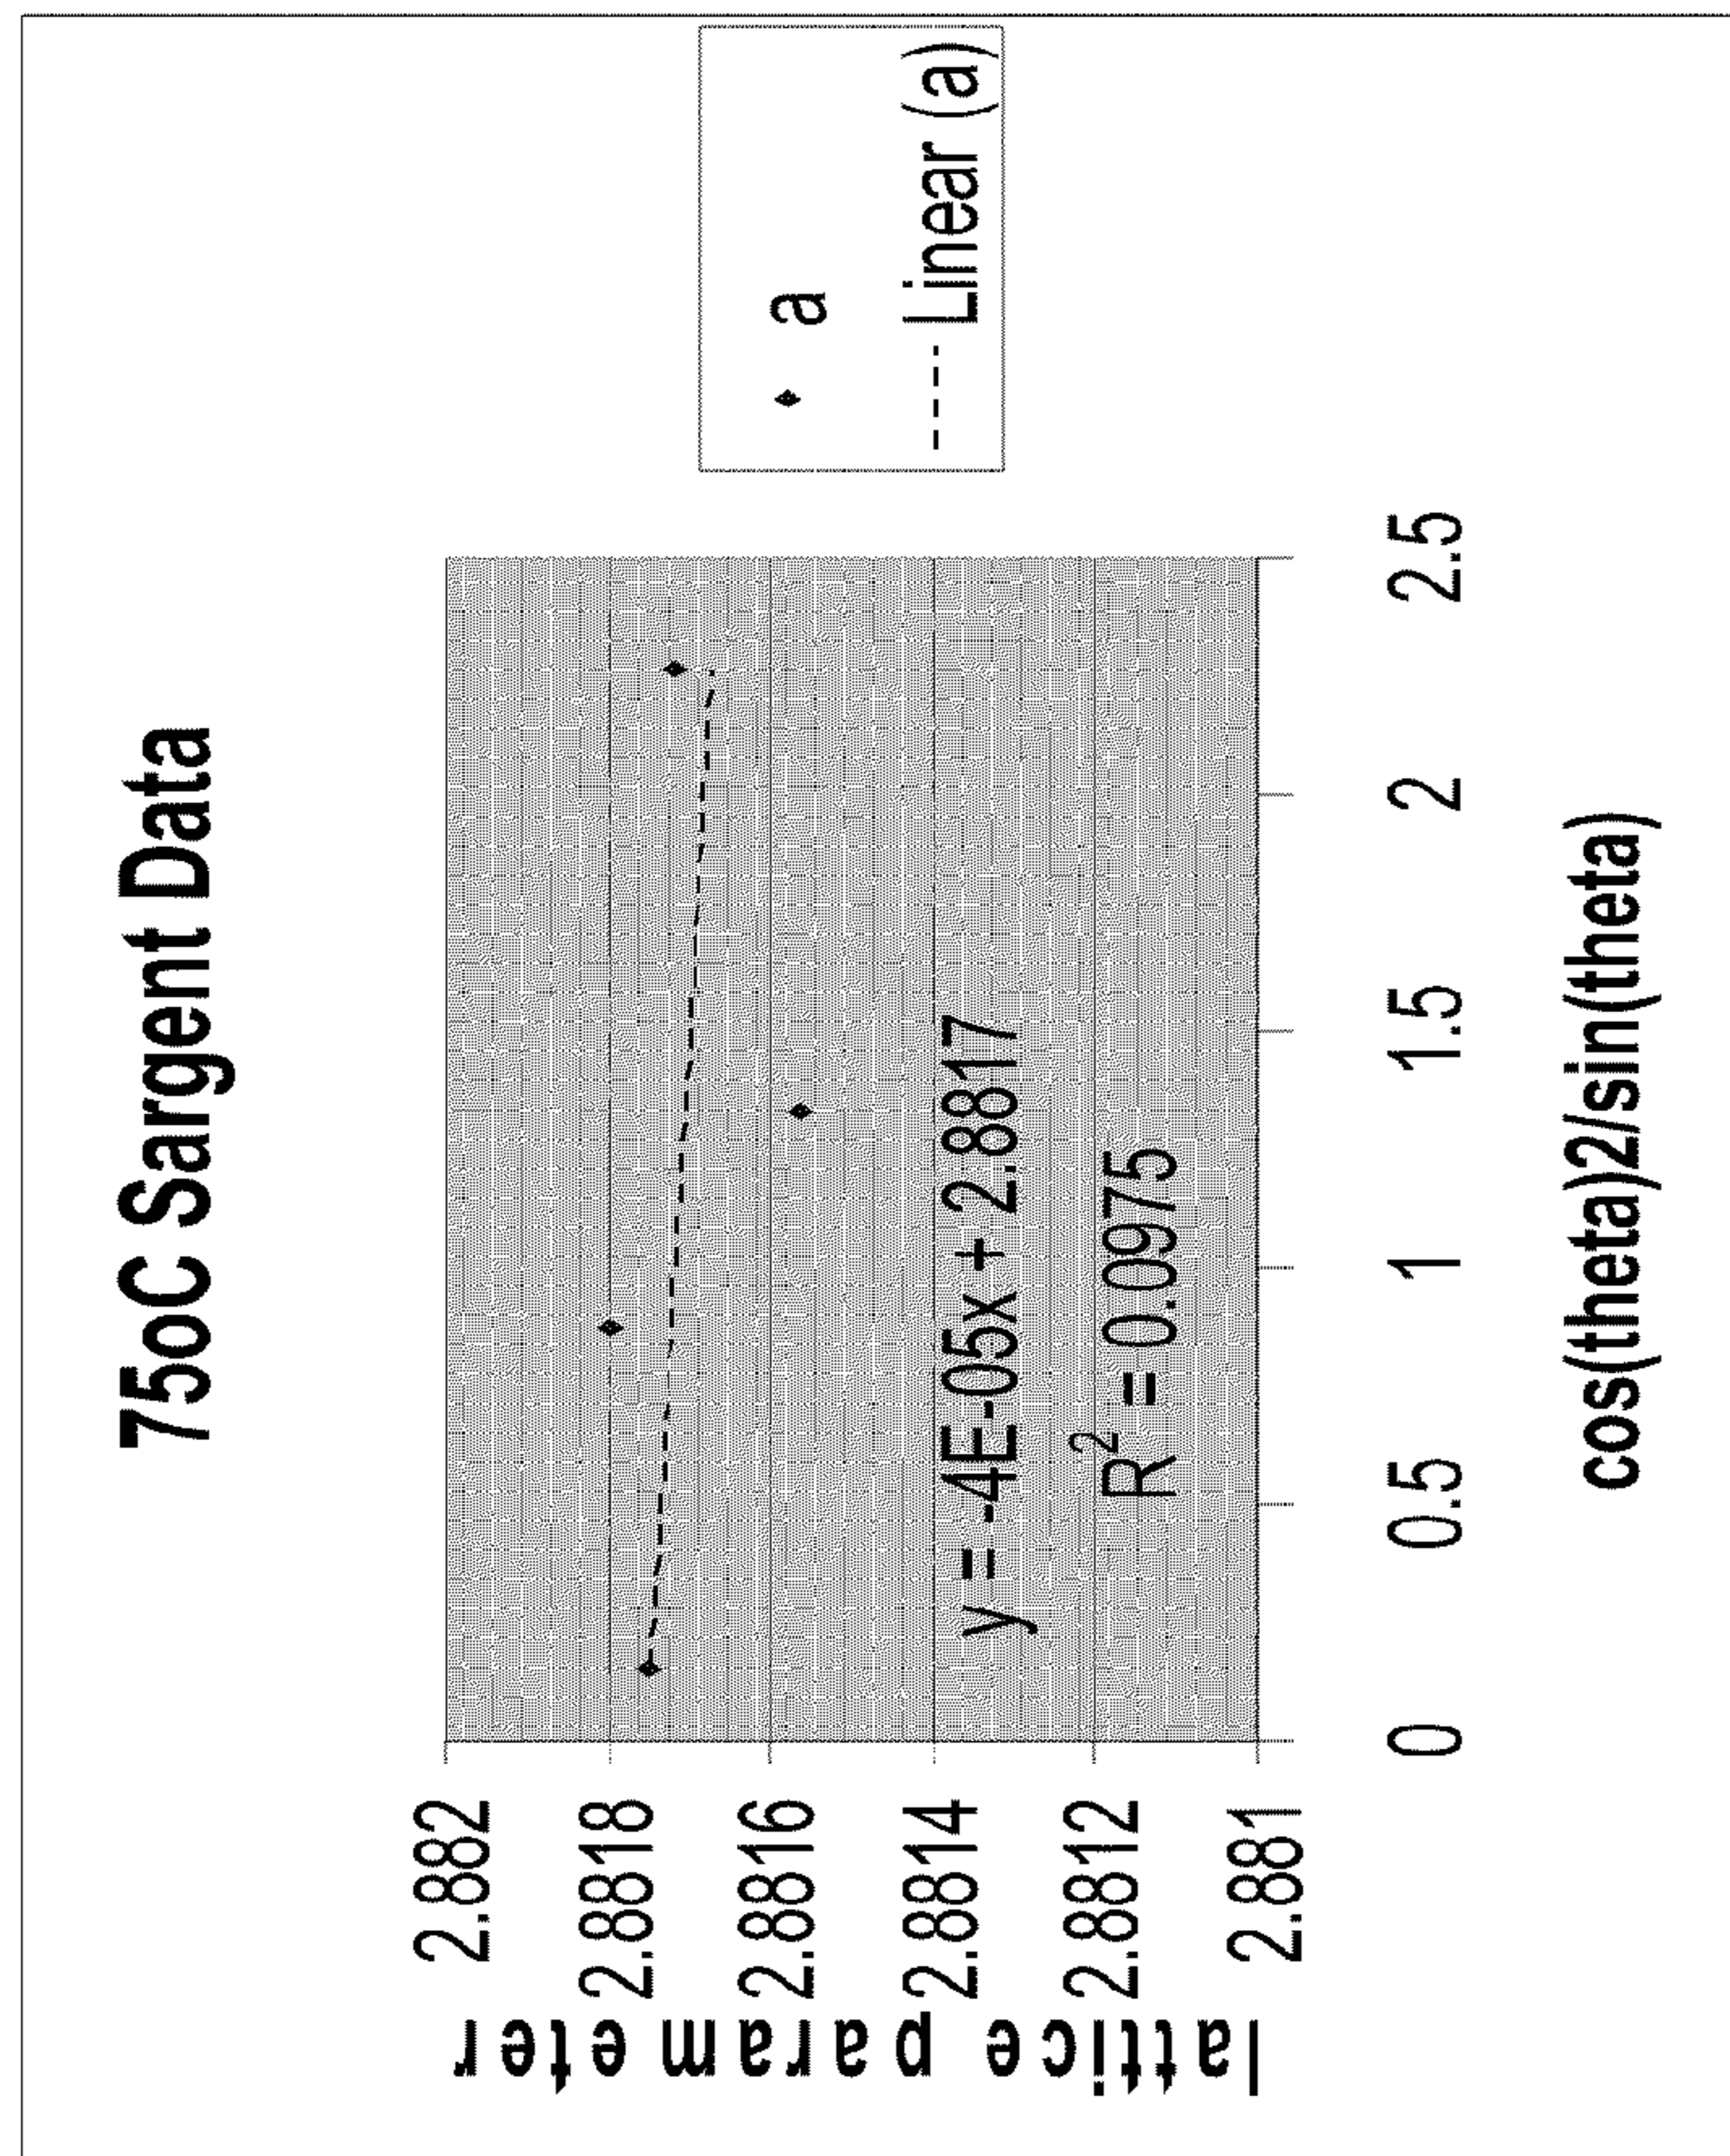 75oC Sargent Data
lattice parameter
2.882
2.8818
2.8816
2.8814
2.8812
2.881
y = -4E-05x + 2.8817
R² = 0.0975
0
0.5
1
1.5
2
2.5
cos(theta)2/sin(theta)
a
Linear (a)